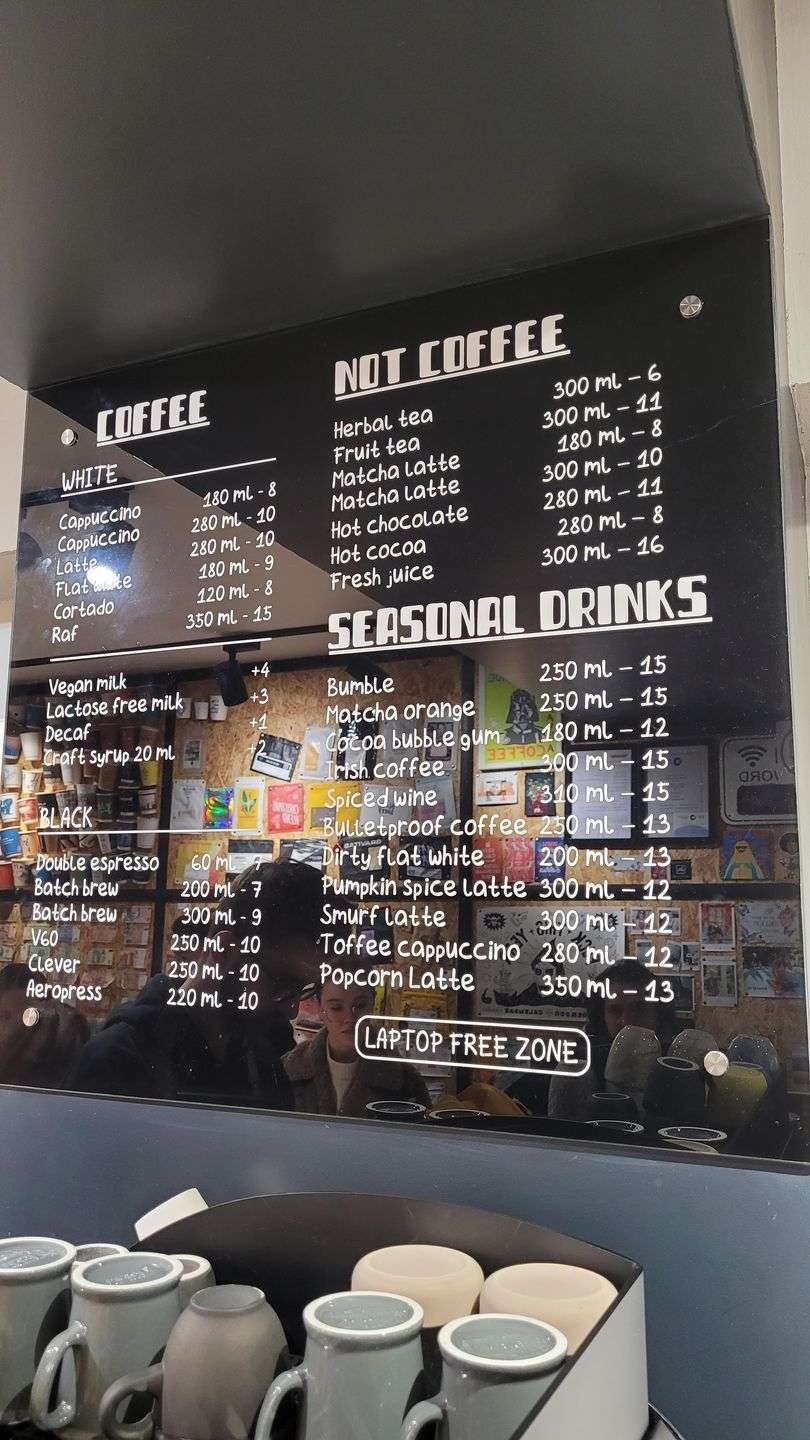 COFFEE
WHITE
Cappuccino 180 ml - 8
Cappuccino 280 ml - 10
Latte 280 ml - 10
Flat white 180 ml - 9
Cortado 120 ml - 8
Raf 350 ml - 15
Vegan milk +4
Lactose free milk +3
Decaf +1
Craft syrup 20 ml +2
BLACK
Double espresso 60 ml - 7
Batch brew 200 ml - 7
Batch brew 300 ml - 9
V60 250 ml - 10
Clever 250 ml - 10
Aeropress 220 ml - 10
NOT COFFEE
Herbal tea 300 ml - 6
Fruit tea 300 ml - 11
Matcha latte 180 ml - 8
Matcha latte 300 ml - 10
Hot chocolate 280 ml - 11
Hot cocoa 280 ml - 8
Fresh juice 300 ml - 16
SEASONAL DRINKS
Bumble 250 ml - 15
Matcha orange 250 ml - 15
Cocoa bubble gum 180 ml - 12
Irish coffee 300 ml - 15
Spiced wine 310 ml - 15
Bulletproof coffee 250 ml - 13
Dirty flat white 200 ml - 13
Pumpkin spice latte 300 ml - 12
Smurf latte 300 ml - 12
Toffee cappuccino 280 ml - 12
Popcorn Latte 350 ml - 13
LAPTOP FREE ZONE